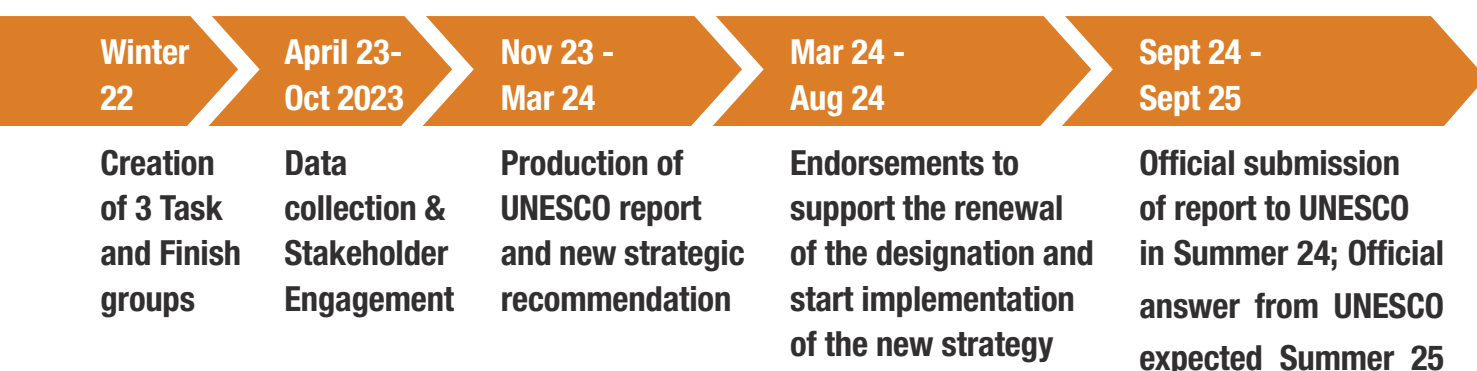 Winter
22
April 23-
Oct 2023
Nov 23 -
Mar 24
Mar 24 -
Aug 24
Sept 24 -
Sept 25
Creation
of 3 Task
and Finish
groups
Data
collection &
Stakeholder
Engagement
Production of
UNESCO report
and new strategic
recommendation
Endorsements to
support the renewal
of the designation and
start implementation
of the new strategy
Official submission
of report to UNESCO
in Summer 24; Official
answer from UNESCO
expected Summer 25